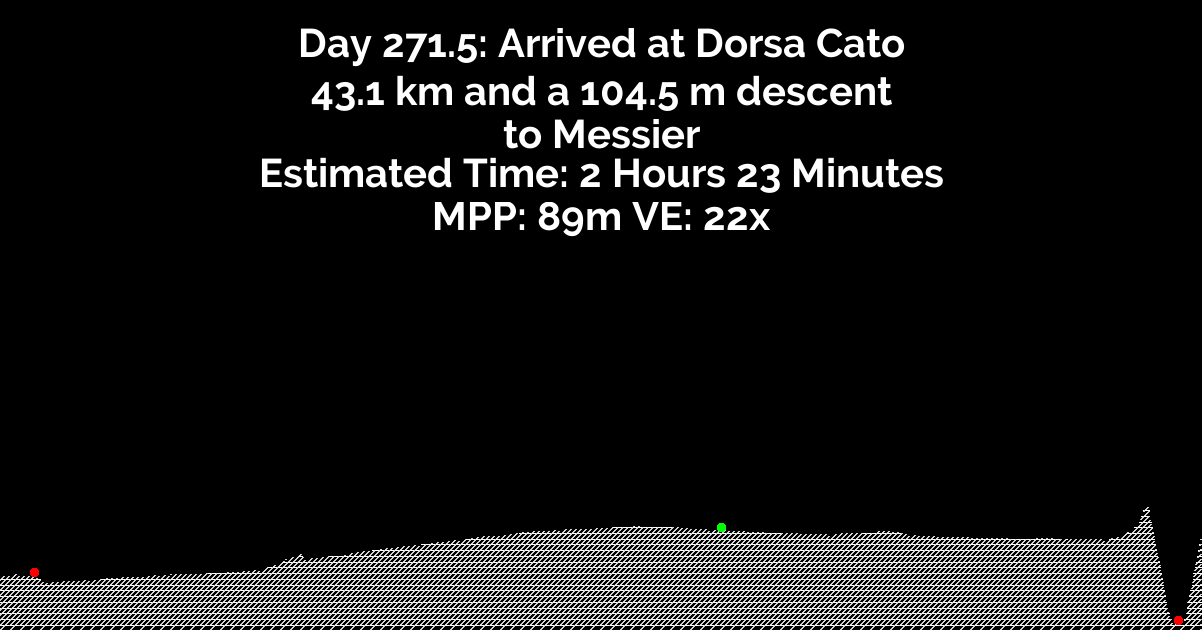 Day 271.5: Arrived at Dorsa Cato
43.1 km and a 104.5 m descent
to Messier
Estimated Time: 2 Hours 23 Minutes
MPP: 89m VE: 22x